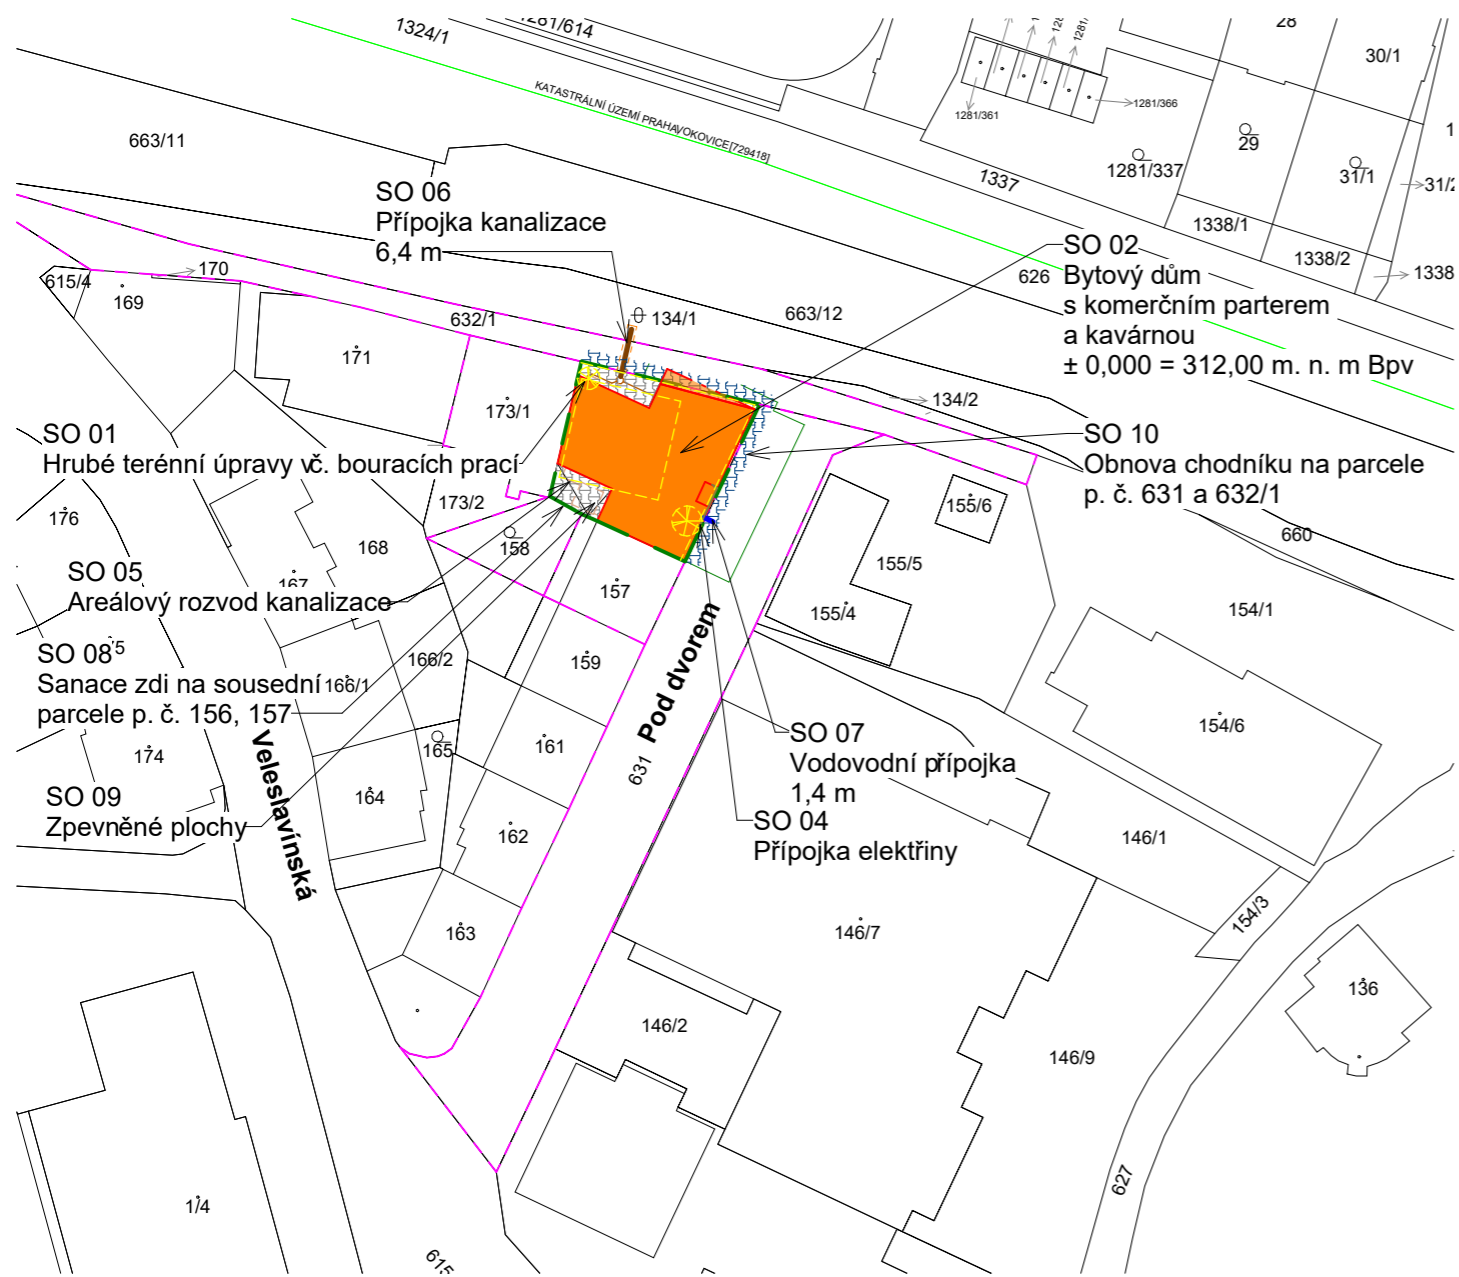 1324/1
1281/614
28
30/1
KATASTRÁLNÍ ÚZEMÍ PRAHA/OKOVICE[729418]
1281/361
1281/366
663/11
1337
29
1281/337
31/1
1338/1
1338/2
1338
SO 06
Přípojka kanalizace
6,4 m
SO 02
Bytový dům
s komerčním parterem
a kavárnou
± 0,000 = 312,00 m. n. m Bpv
626
663/12
134/1
134/2
170
615/4
169
632/1
171
173/1
173/2
SO 01
Hrubé terénní úpravy vč. bouracích prací
SO 10
Obnova chodníku na parcele
p. č. 631 a 632/1
176
168
167
158
157
155/6
155/5
155/4
660
154/1
154/6
SO 05
Areálový rozvod kanalizace
SO 08
Sanace zdi na sousední
parcele p. č. 156, 157
166/2
166/1
159
165
161
174
164
162
163
SO 09
Zpevněné plochy
Veleslavínská
631
Pod dvorem
SO 07
Vodovodní přípojka
1,4 m
SO 04
Přípojka elektřiny
146/1
154/3
146/7
136
146/2
146/9
627
1/4
615